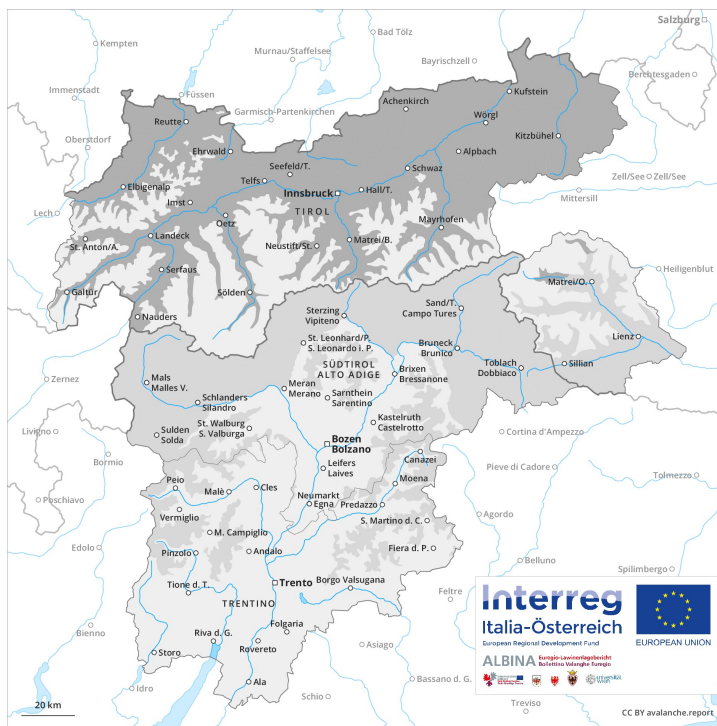 Salzburg
Kempten
Bad Tölz
Murnau/Staffelsee
Bayrischzell
Berchtesgaden
Immenstadt
Füssen
Achenkirch
Kufstein
Garmisch-Partenkirchen
Reutte
Wörgl
Oberstdorf
Ehrwald
Kitzbühel
Seefeld/T.
Alpbach
Telfs
Schwaz
Zell/See
Zell/See
Elbigenalp
Innsbruck
Hall/T.
Mittersill
Imst
TIROL
Lech
Oetz
Mayrhofen
Landeck
Neustift/St.
Matrei/B.
St. Anton/A.
Serfaus
Heiligenblut
Galtür
Sölden
Matrei/O.
Nauders
Sterzing
Vipiteno
Sand/T.
Campo Tures
Lienz
St. Leonhard/P.
S. Leonardo i. P.
Bruneck
Brunico
SÜDTIROL
ALTO ADIGE
Toblach
Dobbiaco
Sillian
Brixen
Bressanone
Mals
Malles V.
Meran
Merano
Zernez
Schlanders
Silandro
Sarnthein
Sarentino
St. Walburg
S. Valburga
Kastelruth
Castelrotto
Livigno
Sulden
Solda
Bozen
Bolzano
Cortina d'Ampezzo
Bormio
Canazei
Leifers
Laives
Pieve di Cadore
Peio
Moena
Tolmezzo
Malè
Cles
Neumarkt
Egna
Predazzo
Poschiavo
Vermiglio
Agordo
S. Martino d. C.
M. Campiglio
Edolo
Pinzolo
Andalo
Fiera d. P.
Belluno
Spilimbergo
Tione d. T.
Trento
Borgo Valsugana
Feltre
TRENTINO
Folgaria
Bienno
Riva d. G.
Rovereto
Asiago
Storo
Bassano d. G.
Idro
Ala
Schio
Treviso
20 km
Interreg
Italia-Österreich
European Regional Development Fund
EUROPEAN UNION
ALBINA
Euregio-Lawinenlagebericht
Bollettino Valanghe Euregio
universität
wien
CC BY avalanche.report